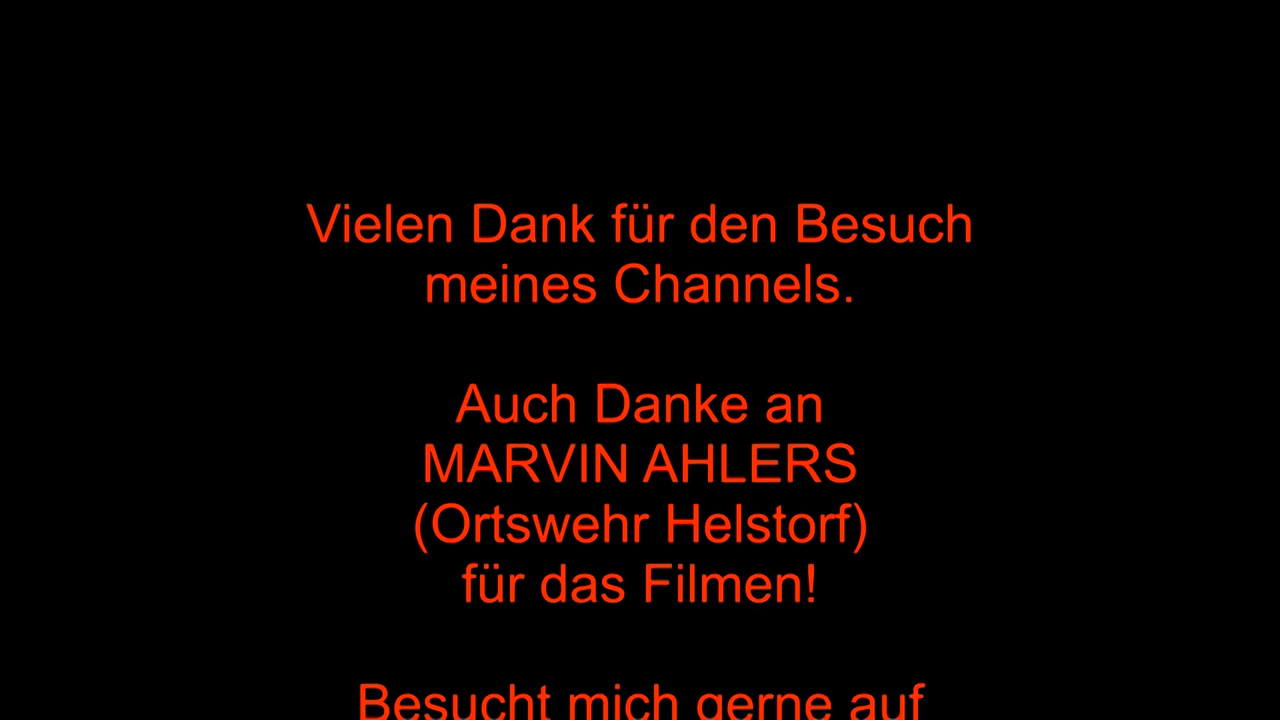 Vielen Dank für den Besuch
meines Channels.
Auch Danke an
MARVIN AHLERS
(Ortswehr Helstorf)
für das Filmen!
Besucht mich gerne auf